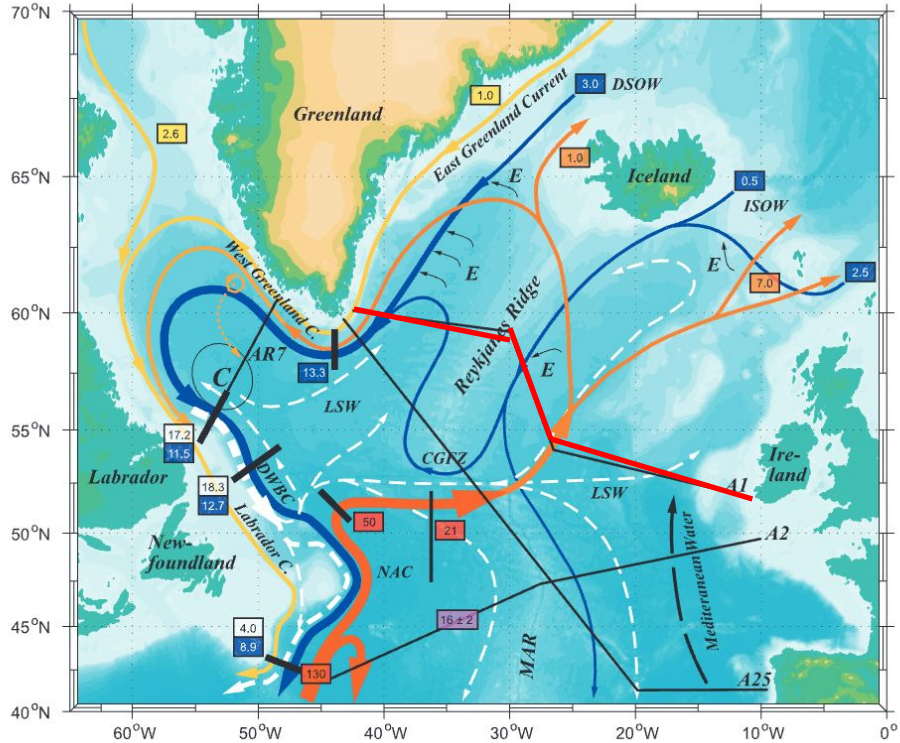 70°N
65°N
60°N
55°N
50°N
45°N
40°N
60°W
50°W
40°W
30°W
20°W
10°W
0°
Greenland
1.0
East Greenland Current
3.0
DSOW
2.6
1.0
Iceland
0.5
ISOW
E
E
E
E
2.5
7.0
West Greenland C.
Reykjanes Ridge
AR7
C
13.3
LSW
17.2
11.5
Labrador
18.3
12.7
DWBC
Labrador C.
CGFZ
LSW
A1
Ire-
land
50
21
A2
New-
foundland
NAC
Mediteranean Water
4.0
8.9
16 ± 2
130
MAR
A25